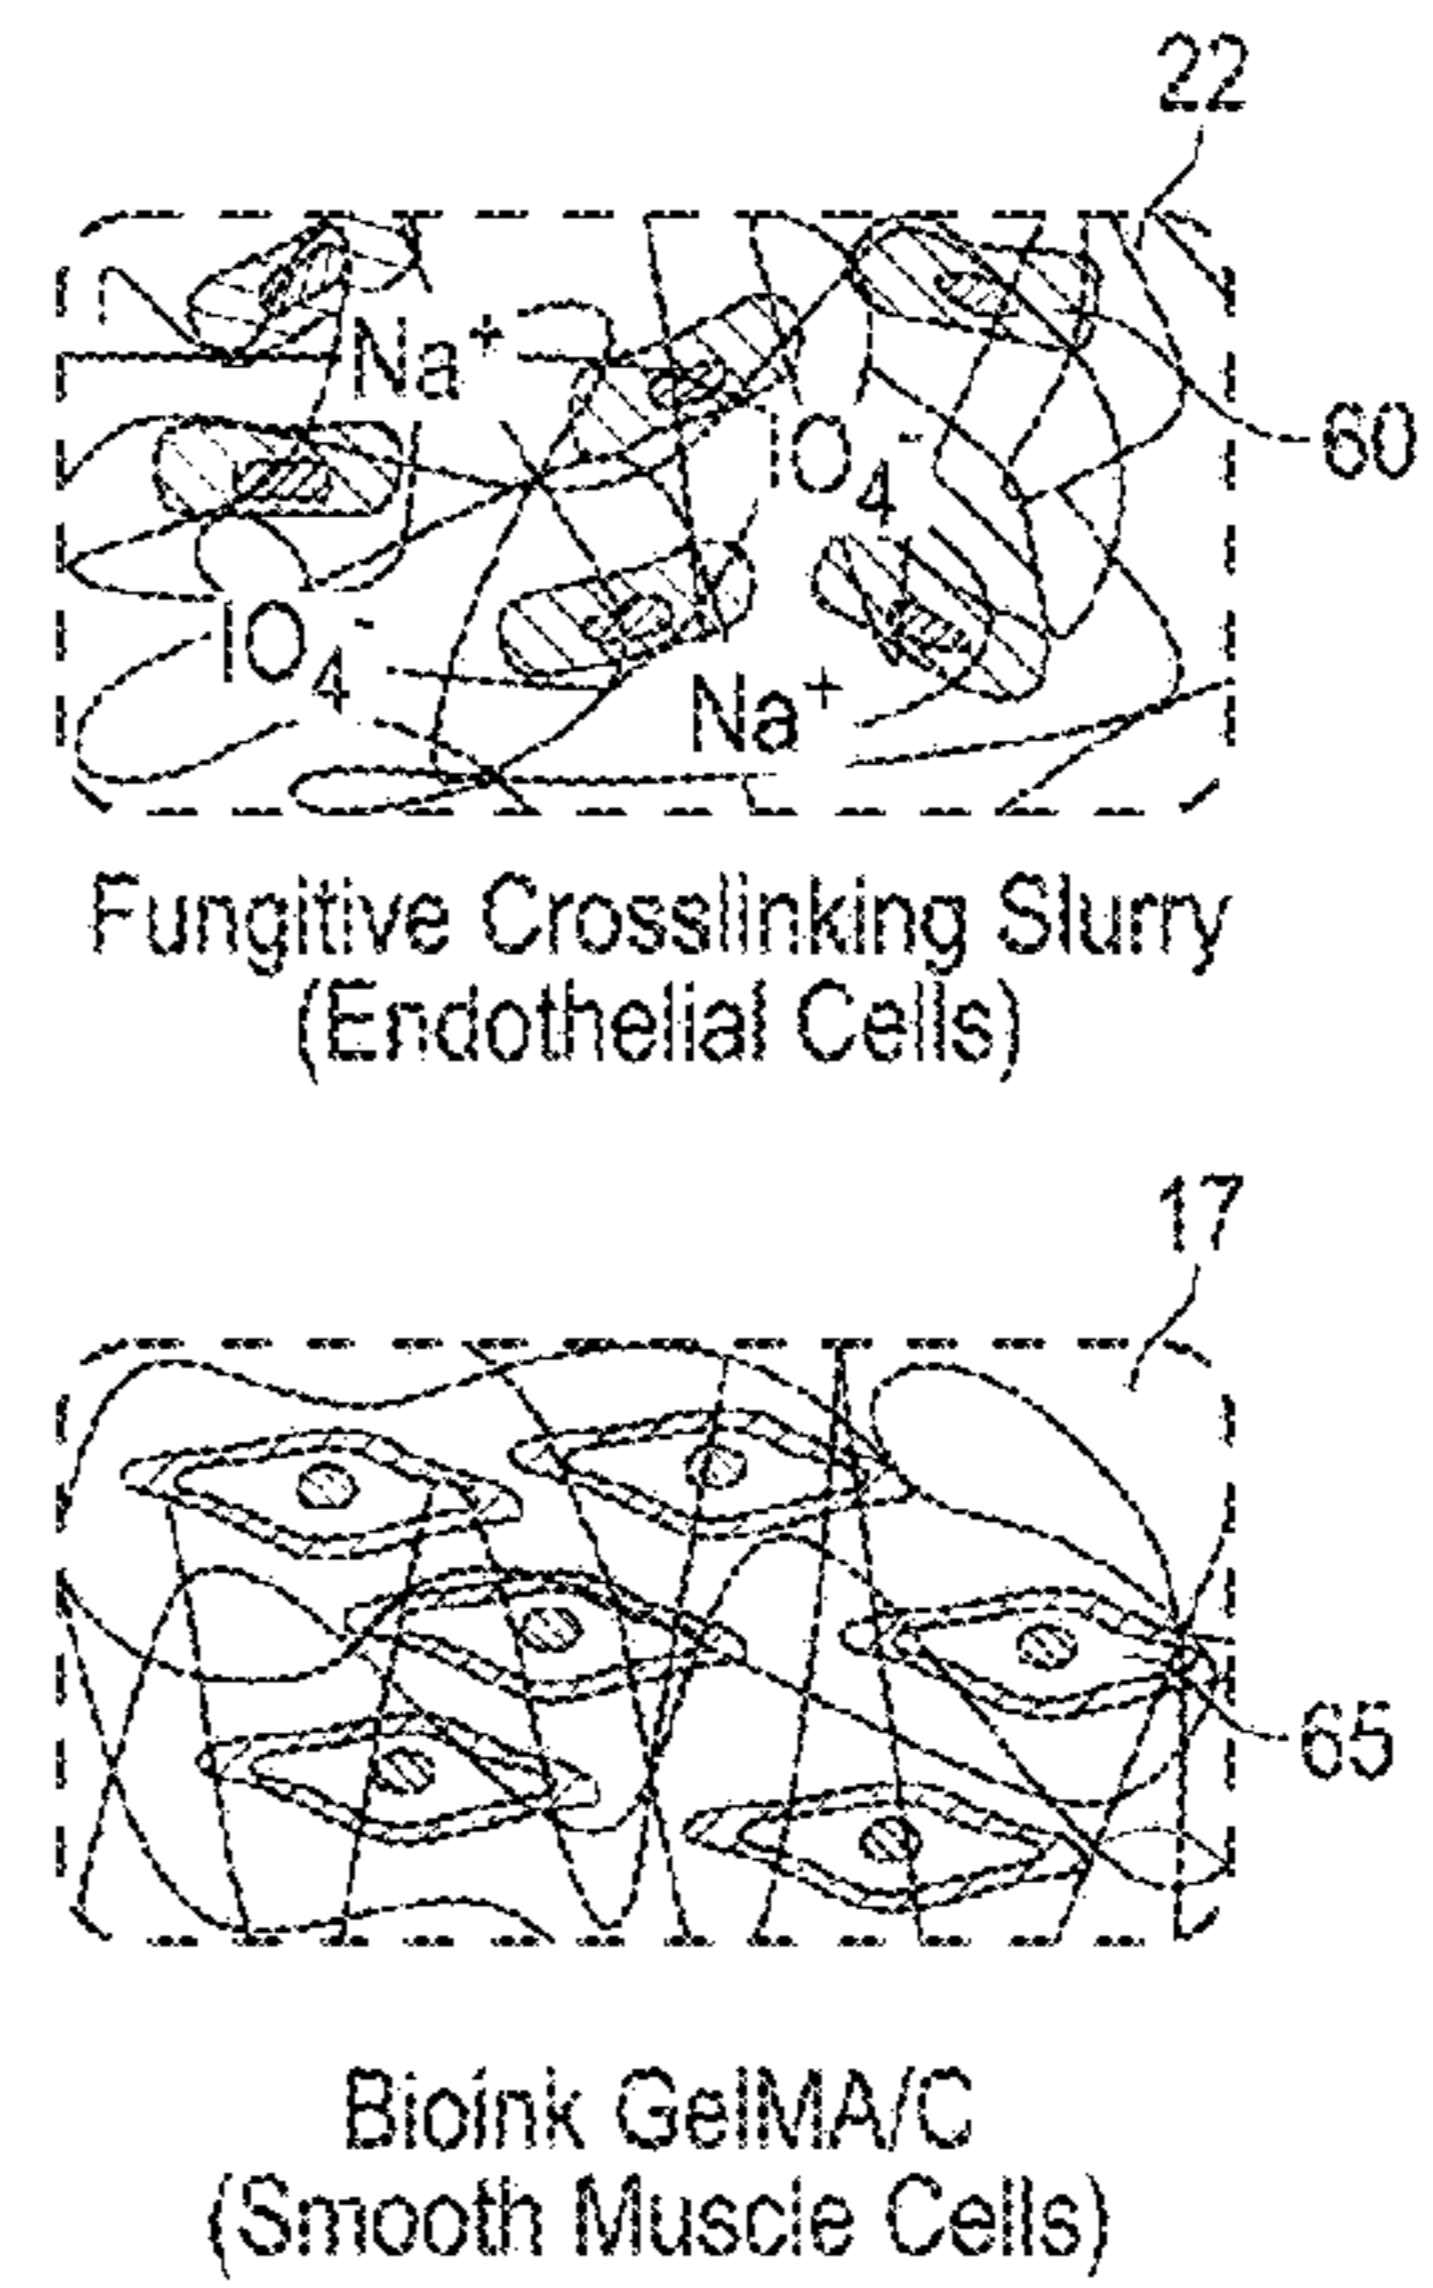 22
Na⁺
IO₄⁻
60
IO₄⁻
Na⁺
Fungitive Crosslinking Slurry
(Endothelial Cells)
17
65
Bioink GelMA/C
(Smooth Muscle Cells)